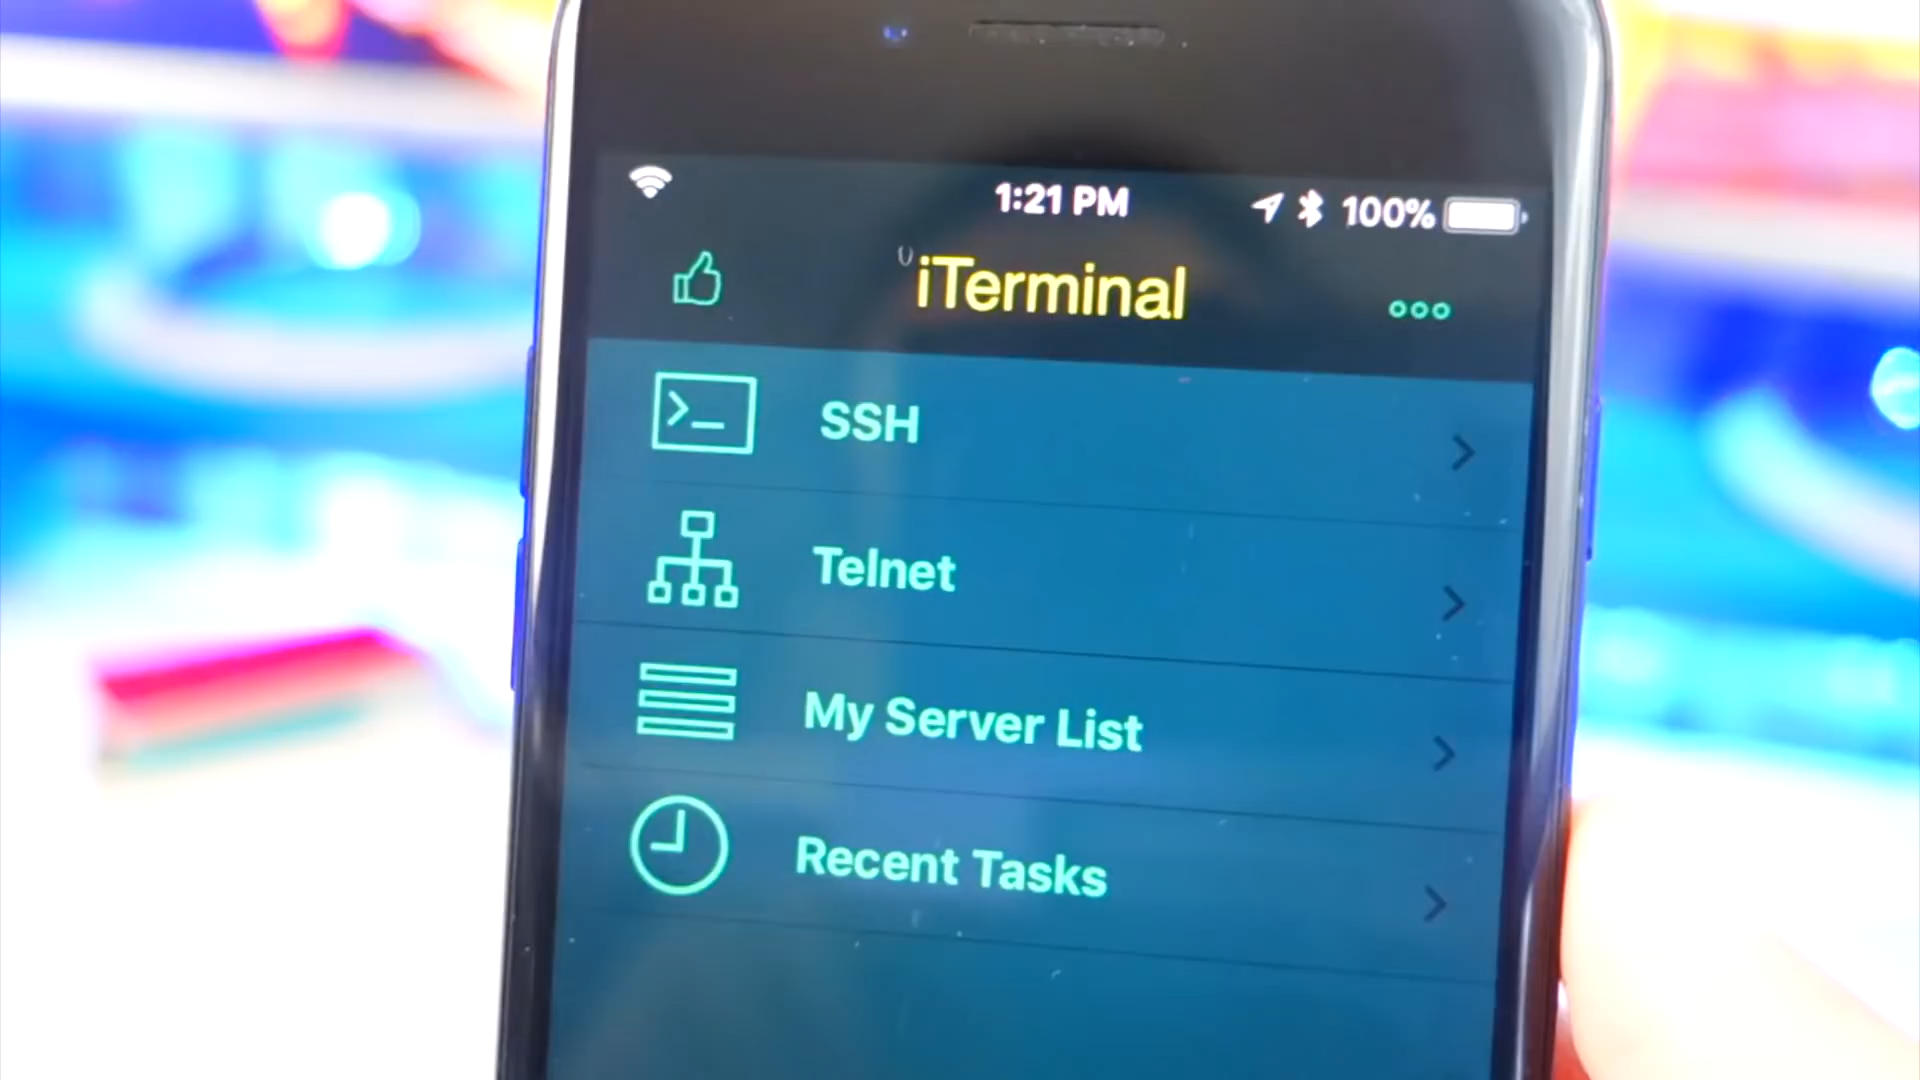 1:21 PM 100%
iTerminal
SSH
Telnet
My Server List
Recent Tasks